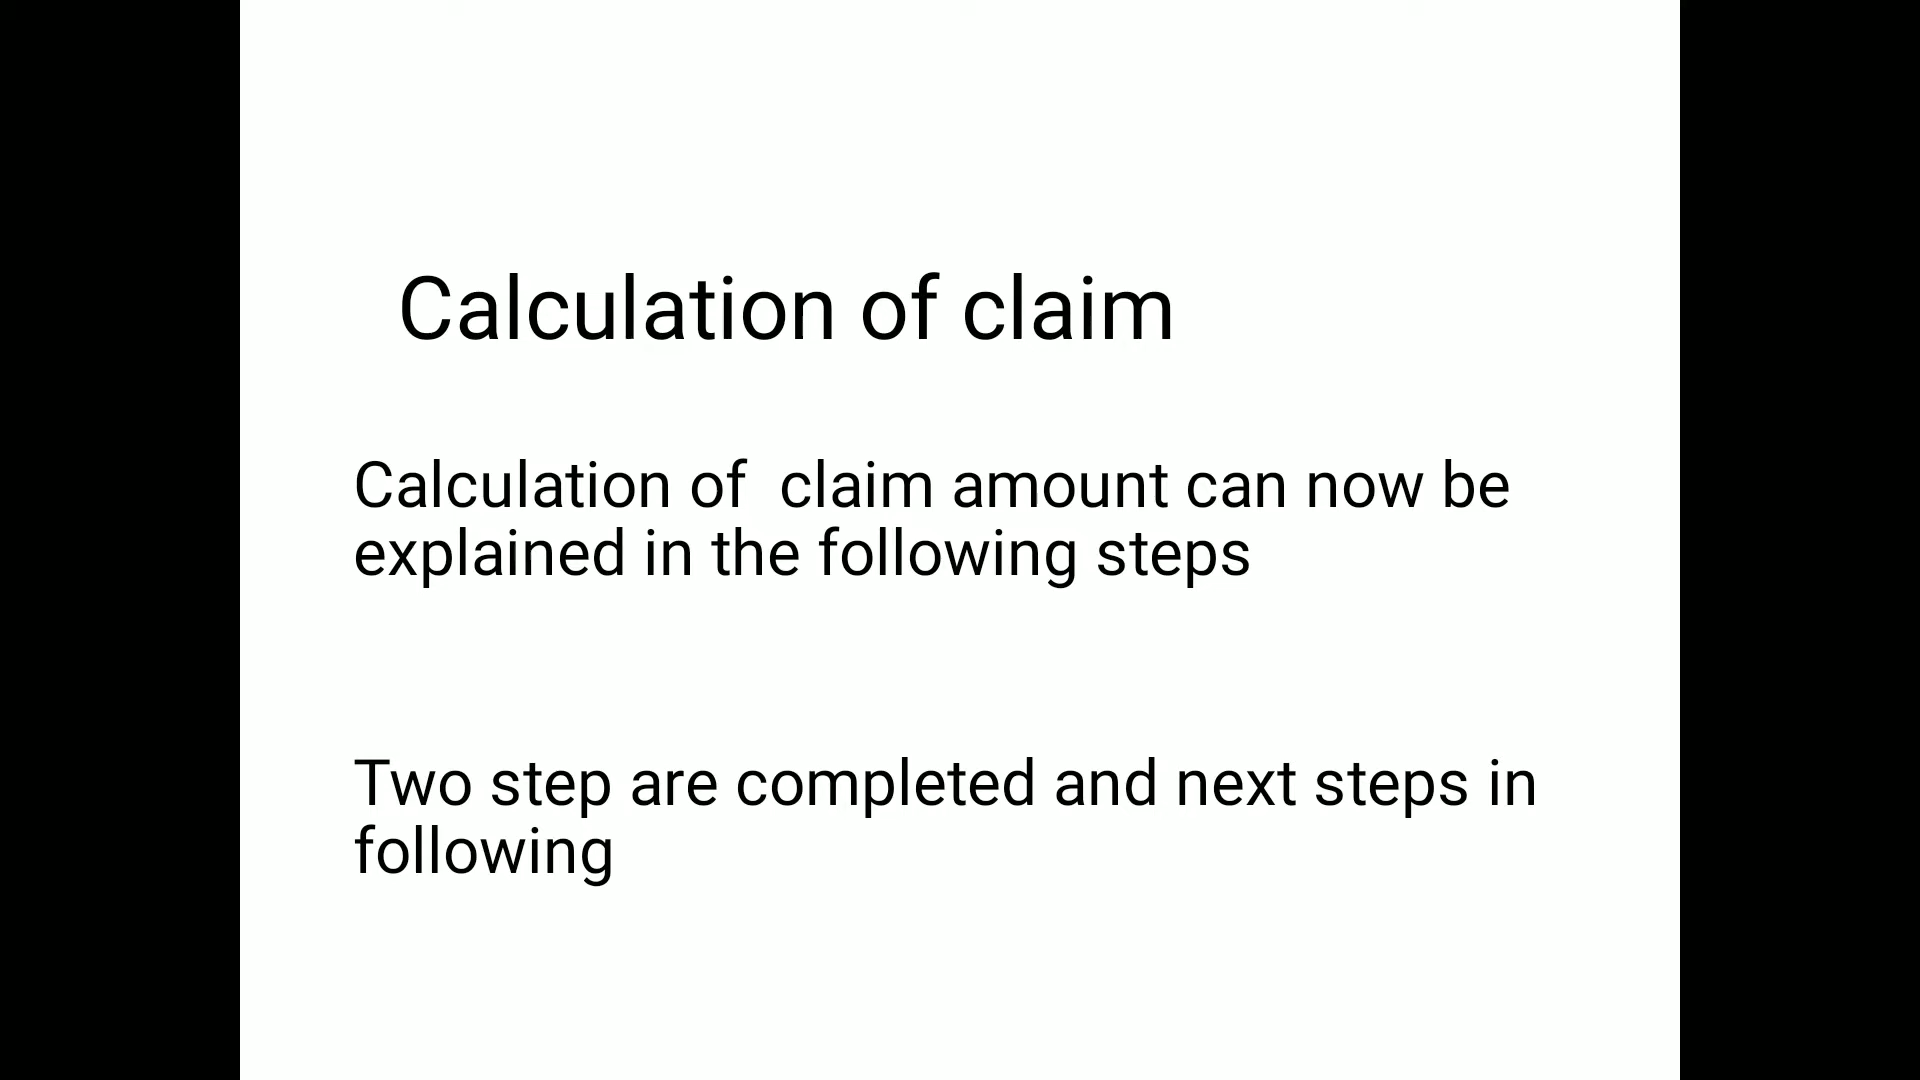 Calculation of claim
Calculation of  claim amount can now be
explained in the following steps
Two step are completed and next steps in
following